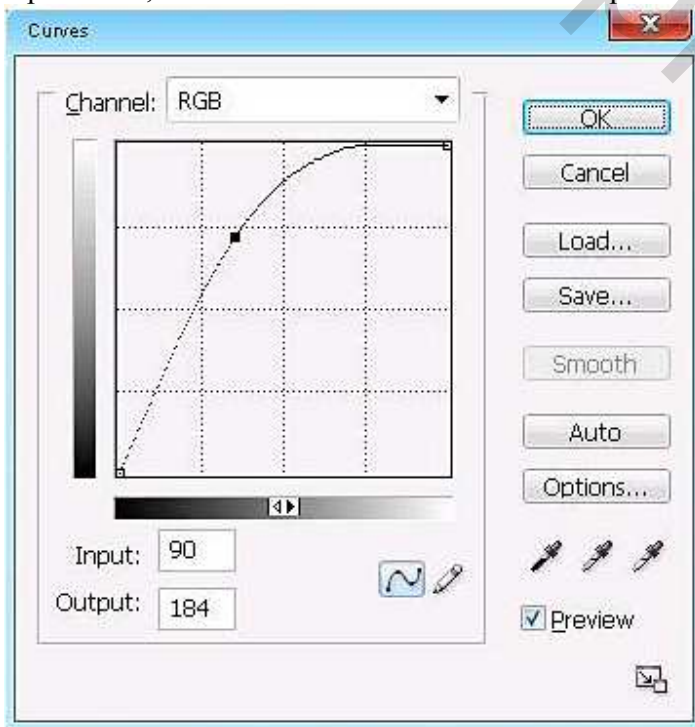 Curves
Channel: RGB
OK
Cancel
Load...
Save...
Smooth
Auto
Options...
Input: 90
Output: 184
Preview